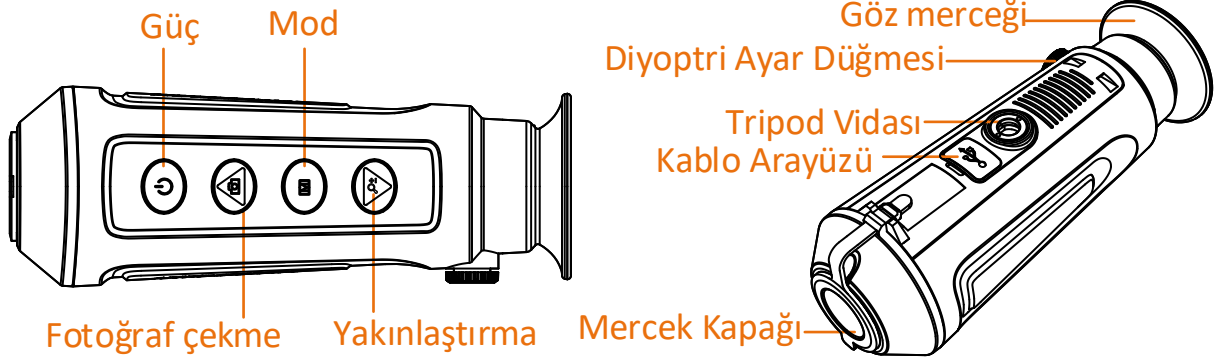 Güç
Mod
Fotoğraf çekme
Yakınlaştırma
Göz merceği
Diyoptri Ayar Düğmesi
Tripod Vidası
Kablo Arayüzü
Mercek Kapağı
M